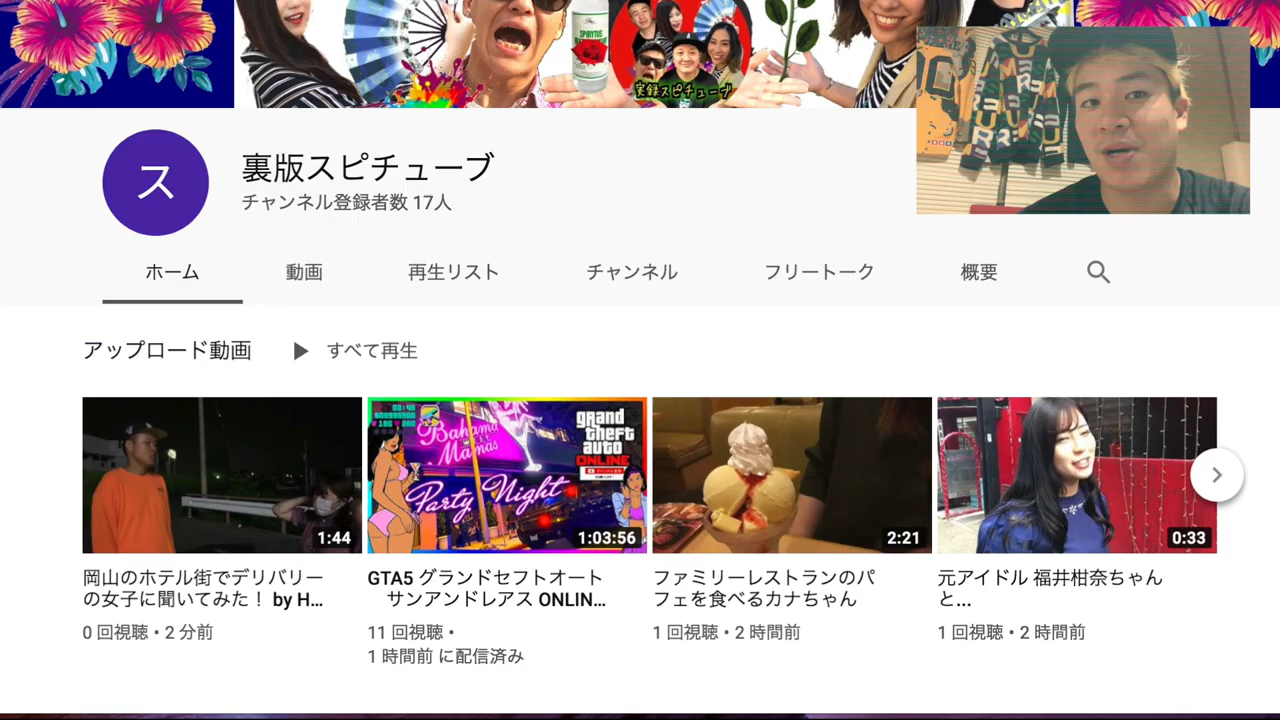 SPIRYTUS
実録スピチューブ
ス
裏版スピチューブ
チャンネル登録者数 17人
ホーム
動画
再生リスト
チャンネル
フリートーク
概要
アップロード動画
すべて再生
Bahama
Mamas
Party Night
grand
theft
auto
ONLINE
1:44
1:03:56
2:21
0:33
岡山のホテル街でデリバリー
の女子に聞いてみた！ by H...
0 回視聴・2 分前
GTA5 グランドセフトオート
サンアンドレアス ONLIN...
11 回視聴・
1 時間前 に配信済み
ファミリーレストランのパ
フェを食べるカナちゃん
1 回視聴・2 時間前
元アイドル 福井柑奈ちゃん
と...
1 回視聴・2 時間前